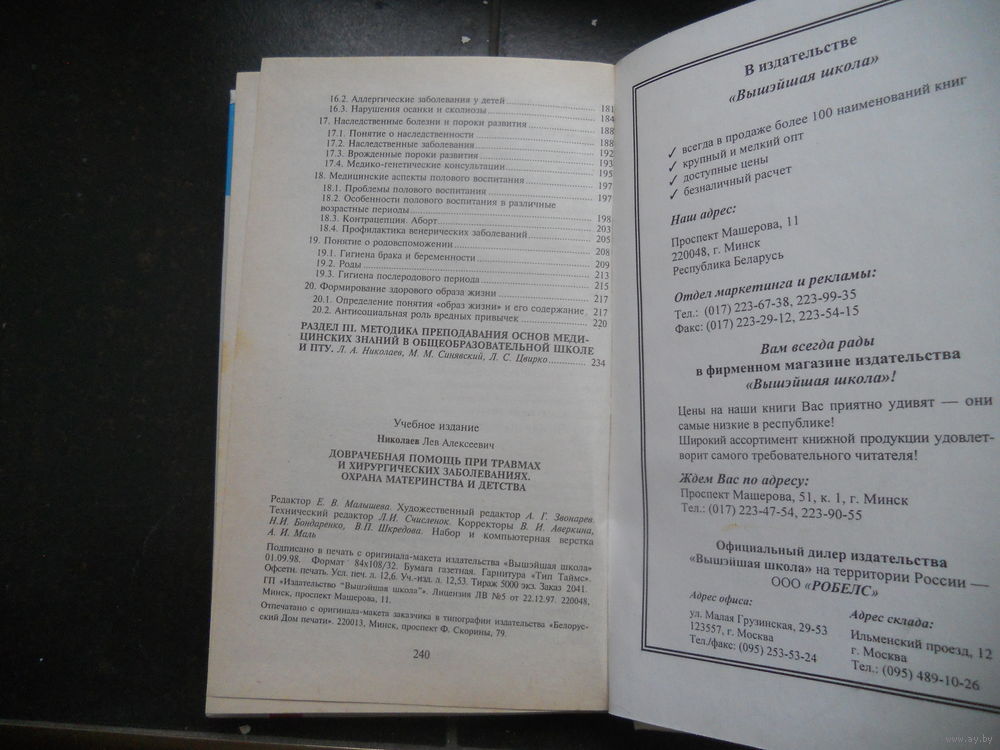 16.2. Аллергические заболевания у детей 181
16.3. Нарушения осанки и сколиозы 184
17. Наследственные болезни и пороки развития 188
17.1. Понятие о наследственности 188
17.2. Наследственные заболевания 192
17.3. Врожденные пороки развития 193
17.4. Медико-генетические консультации 195
18. Медицинские аспекты полового воспитания 197
18.1. Проблемы полового воспитания 197
18.2. Особенности полового воспитания в различные
возрастные периоды 198
18.3. Контрацепция. Аборт 203
18.4. Профилактика венерических заболеваний 205
19. Понятие о родовспоможении 208
19.1. Гигиена брака и беременности 209
19.2. Роды 213
19.3. Гигиена послеродового периода 215
20. Формирование здорового образа жизни 217
20.1. Определение понятия «образ жизни» и его содержание 217
20.2. Антисоциальная роль вредных привычек 220
РАЗДЕЛ III. МЕТОДИКА ПРЕПОДАВАНИЯ ОСНОВ МЕДИ-
ЦИНСКИХ ЗНАНИЙ В ОБЩЕОБРАЗОВАТЕЛЬНОЙ ШКОЛЕ
И ПТУ. Л. А. Николаев, М. М. Синявский, Л. С. Цвирко 234
Учебное издание
Николаев Лев Алексеевич
ДОВРАЧЕБНАЯ ПОМОЩЬ ПРИ ТРАВМАХ
И ХИРУРГИЧЕСКИХ ЗАБОЛЕВАНИЯХ.
ОХРАНА МАТЕРИНСТВА И ДЕТСТВА
Редактор Е. В. Малышева. Художественный редактор А. Г. Звонарев.
Технический редактор Л.И. Счисленок. Корректоры В. И. Аверкина,
Н.И. Бондаренко, В.П. Шкредова. Набор и компьютерная верстка
А. И. Маль
Подписано в печать с оригинала-макета издательства «Вышэйшая школа»
01.09.98. Формат 84х108/32. Бумага газетная. Гарнитура «Тип Таймс».
Офсетн. печать. Усл. печ. л. 12,6. Уч.-изд. л. 12,53. Тираж 5000 экз. Заказ 2041.
ГП «Издательство "Вышэйшая школа"». Лицензия ЛВ №5 от 22.12.97. 220048,
Минск, проспект Машерова, 11.
Отпечатано с оригинала-макета заказчика в типографии издательства «Белорус-
ский Дом печати». 220013, Минск, проспект Ф. Скорины, 79.
240
В издательстве
«Вышэйшая школа»
✓ всегда в продаже более 100 наименований книг
✓ крупный и мелкий опт
✓ доступные цены
✓ безналичный расчет
Наш адрес:
Проспект Машерова, 11
220048, г. Минск
Республика Беларусь
Отдел маркетинга и рекламы:
Тел.: (017) 223-67-38, 223-99-35
Факс: (017) 223-29-12, 223-54-15
Вам всегда рады
в фирменном магазине издательства
«Вышэйшая школа»!
Цены на наши книги Вас приятно удивят — они
самые низкие в республике!
Широкий ассортимент книжной продукции удовлет-
ворит самого требовательного читателя!
Ждем Вас по адресу:
Проспект Машерова, 51, к. 1, г. Минск
Тел.: (017) 223-47-54, 223-90-55
Официальный дилер издательства
«Вышэйшая школа» на территории России —
ООО «РОБЕЛС»
Адрес офиса:
ул. Малая Грузинская, 29-53
123557, г. Москва
Тел./факс: (095) 253-53-24
Адрес склада:
Ильменский проезд, 12
г. Москва
Тел.: (095) 489-10-26
www.ay.by